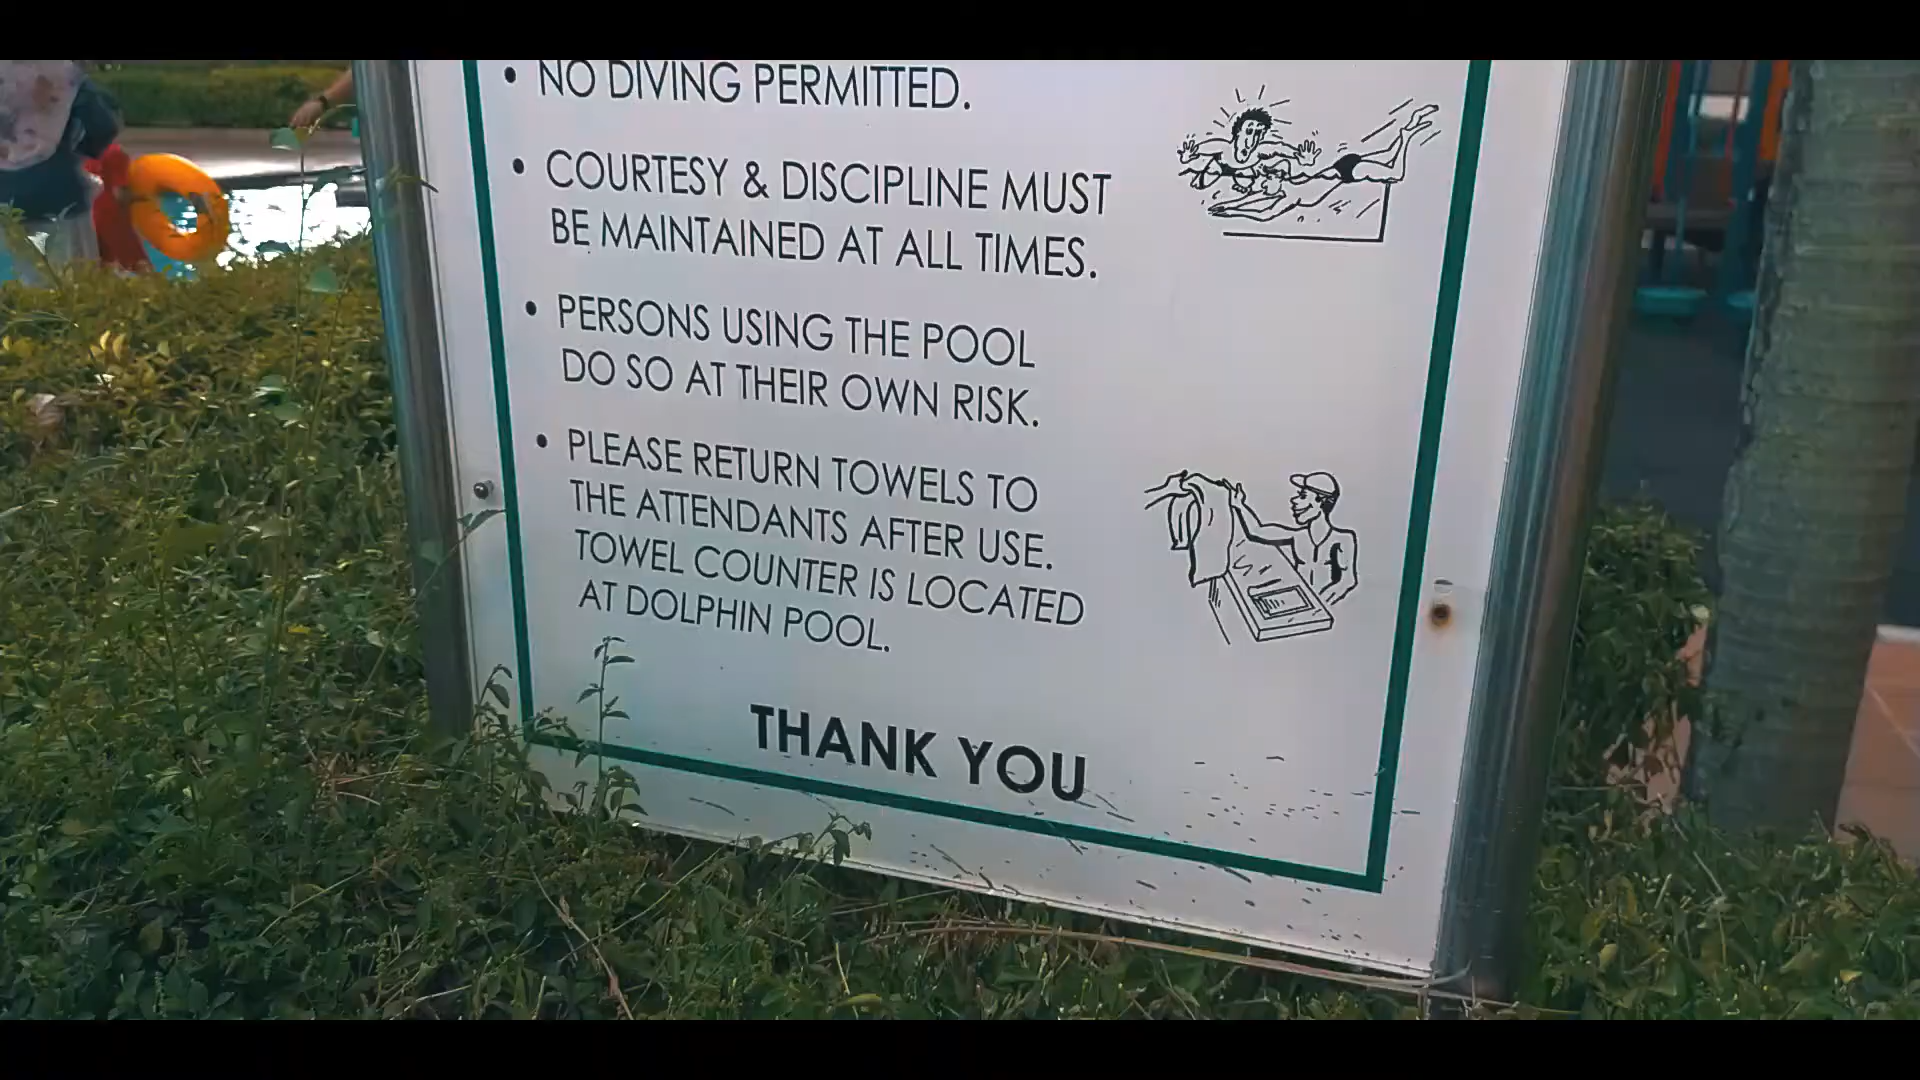 • NO DIVING PERMITTED.
• COURTESY & DISCIPLINE MUST
BE MAINTAINED AT ALL TIMES.
• PERSONS USING THE POOL
DO SO AT THEIR OWN RISK.
• PLEASE RETURN TOWELS TO
THE ATTENDANTS AFTER USE.
TOWEL COUNTER IS LOCATED
AT DOLPHIN POOL.
THANK YOU